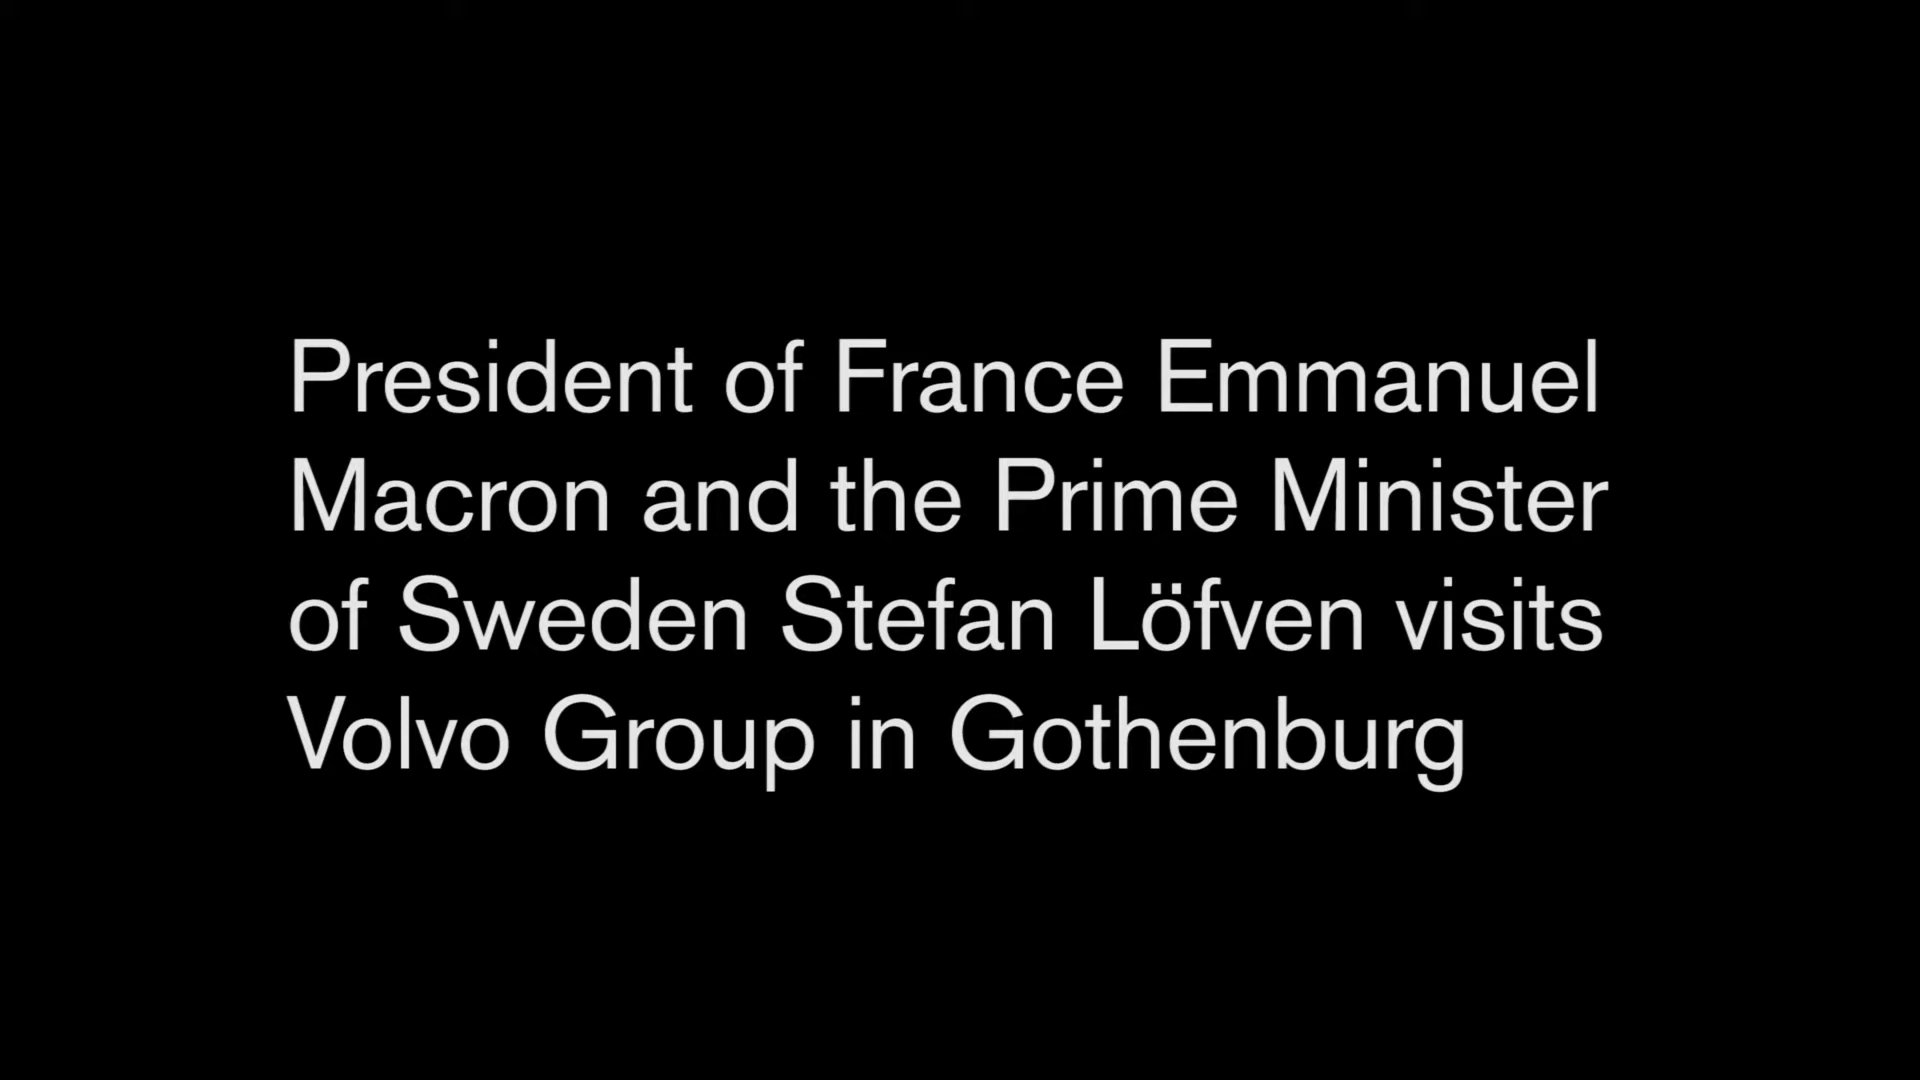 President of France Emmanuel
Macron and the Prime Minister
of Sweden Stefan Löfven visits
Volvo Group in Gothenburg